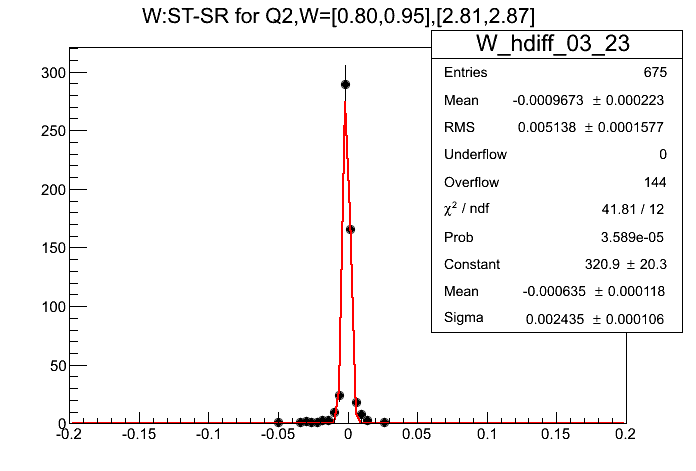 W:ST-SR for Q2,W=[0.80,0.95],[2.81,2.87]
W_hdiff_03_23
Entries 675
Mean -0.0009673 ± 0.000223
RMS 0.005138 ± 0.0001577
Underflow 0
Overflow 144
χ² / ndf 41.81 / 12
Prob 3.589e-05
Constant 320.9 ± 20.3
Mean -0.000635 ± 0.000118
Sigma 0.002435 ± 0.000106
300
250
200
150
100
50
0
-0.2 -0.15 -0.1 -0.05 0 0.05 0.1 0.15 0.2